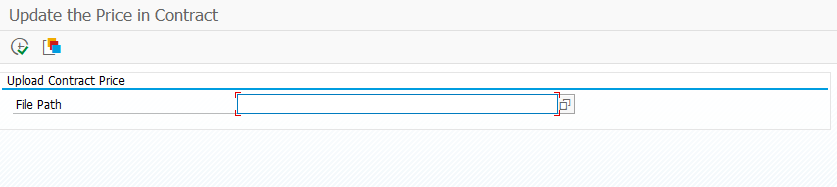 Update the Price in Contract
Upload Contract Price
File Path